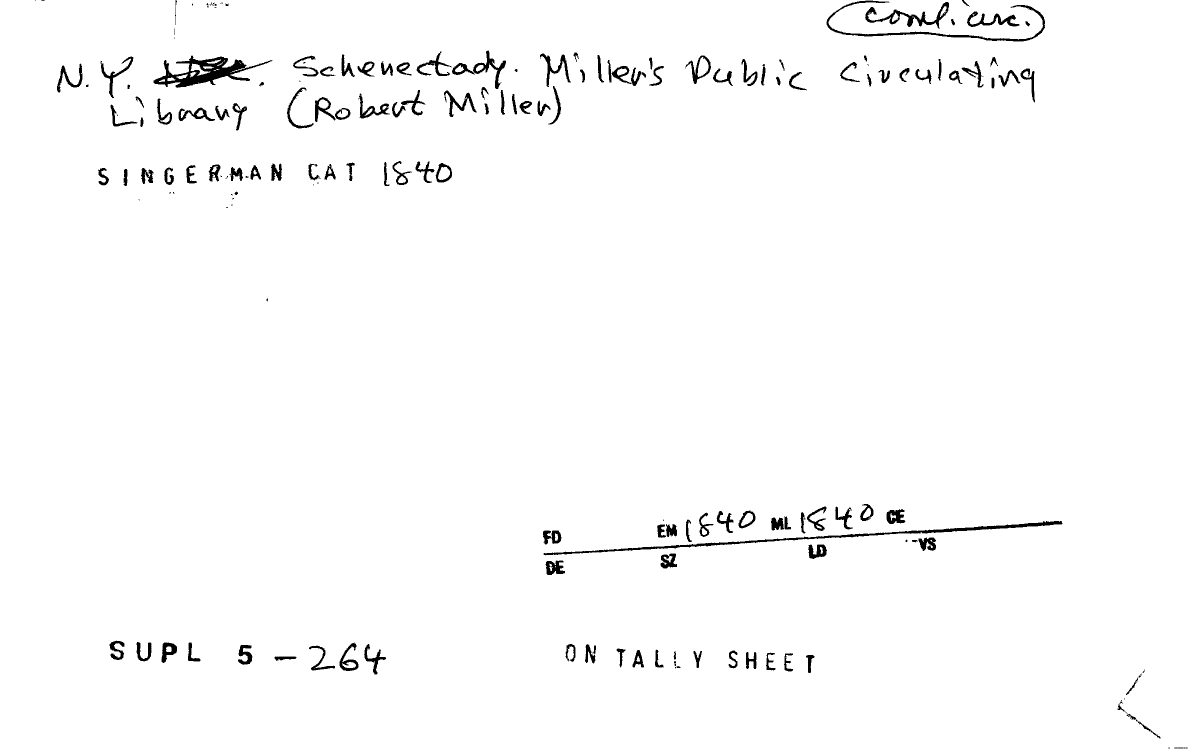 coml. circ.
N.Y. Schenectady. Miller's Public Circulating
Library (Robert Miller)
SINGERMAN CAT 1840
FD EM 1840 ML 1840 CE
DE SZ LD VS
SUPL 5 - 264 ON TALLY SHEET